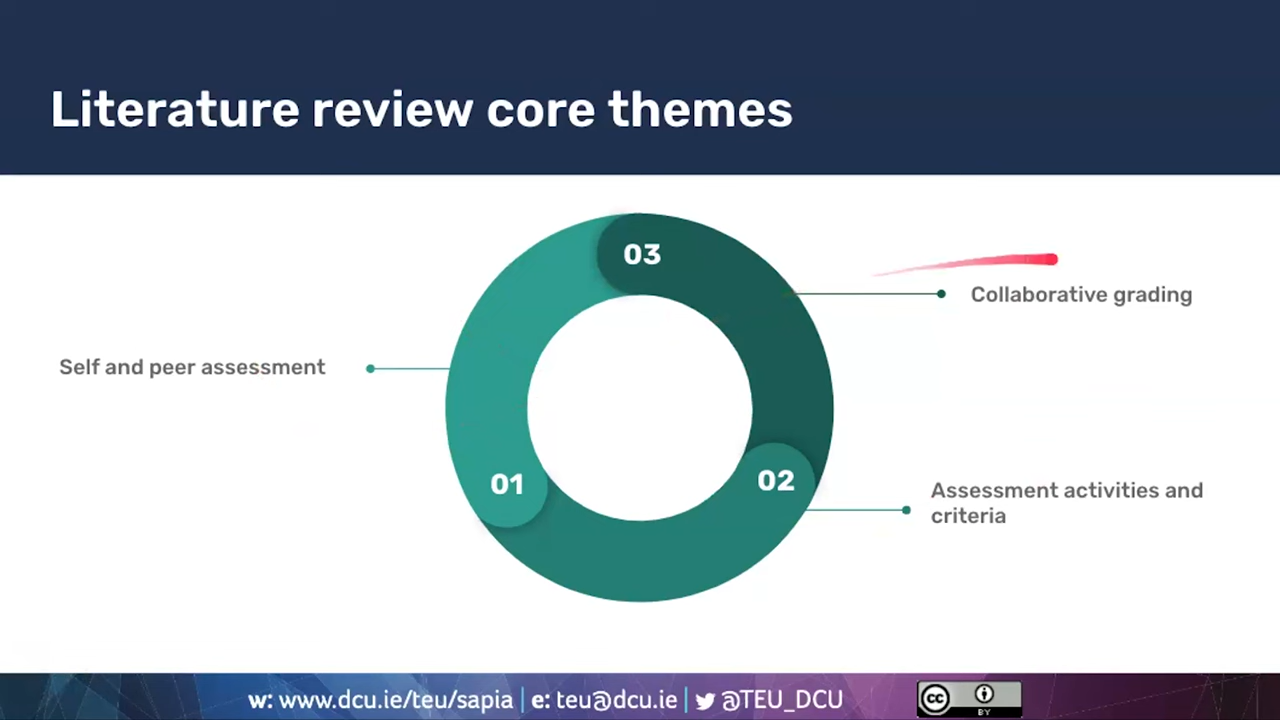 Literature review core themes
03
Collaborative grading
Self and peer assessment
01
02
Assessment activities and
criteria
w: www.dcu.ie/teu/sapia | e: teu@dcu.ie | @TEU_DCU
cc
BY